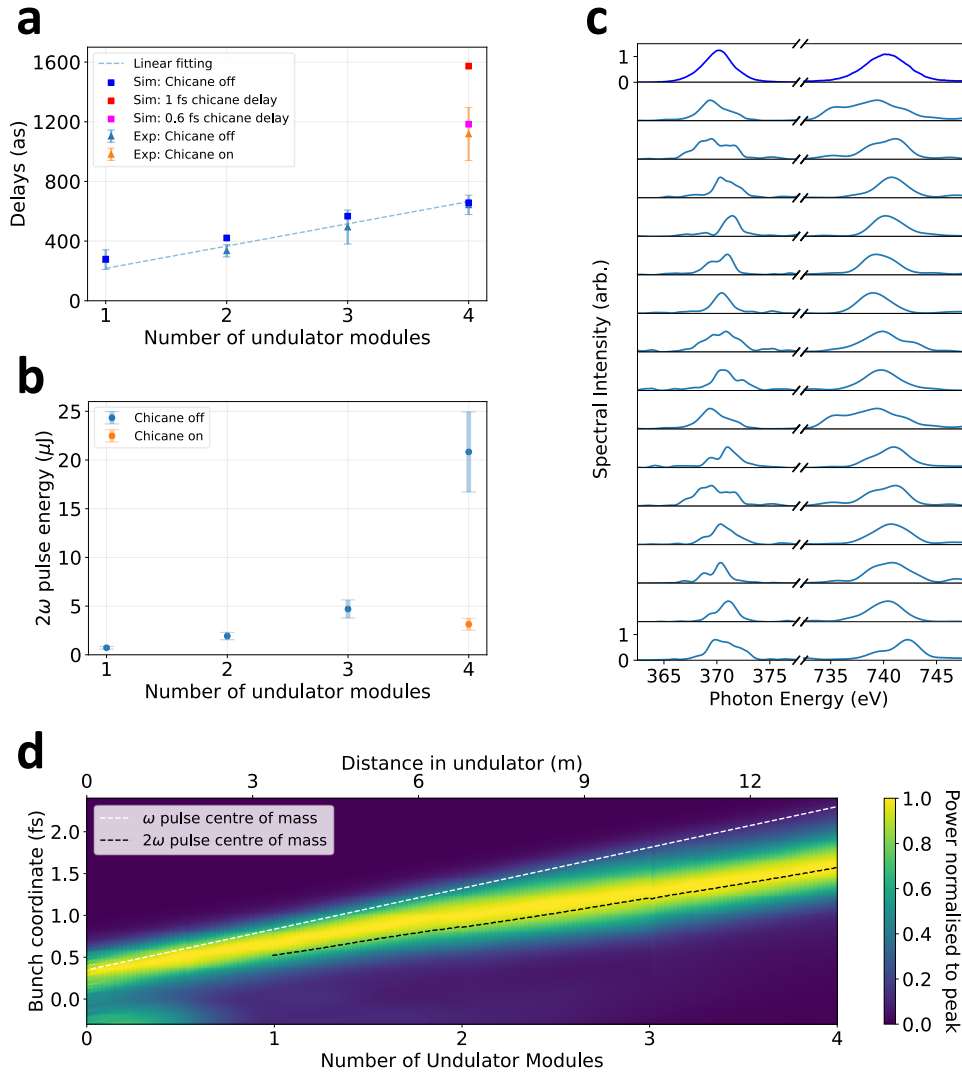 a
Delays (as)
1600
1200
800
400
0
Linear fitting
Sim: Chicane off
Sim: 1 fs chicane delay
Sim: 0.6 fs chicane delay
Exp: Chicane off
Exp: Chicane on
1 2 3 4
Number of undulator modules
b
2ω pulse energy (μJ)
25
20
15
10
5
0
Chicane off
Chicane on
1 2 3 4
Number of undulator modules
c
Spectral Intensity (arb.)
1
0
1
0
365 370 375 735 740 745
Photon Energy (eV)
d
Distance in undulator (m)
0 3 6 9 12
Bunch coordinate (fs)
2.0
1.5
1.0
0.5
0.0
ω pulse centre of mass
2ω pulse centre of mass
0 1 2 3 4
Number of Undulator Modules
1.0
0.8
0.6
0.4
0.2
0.0
Power normalised to peak